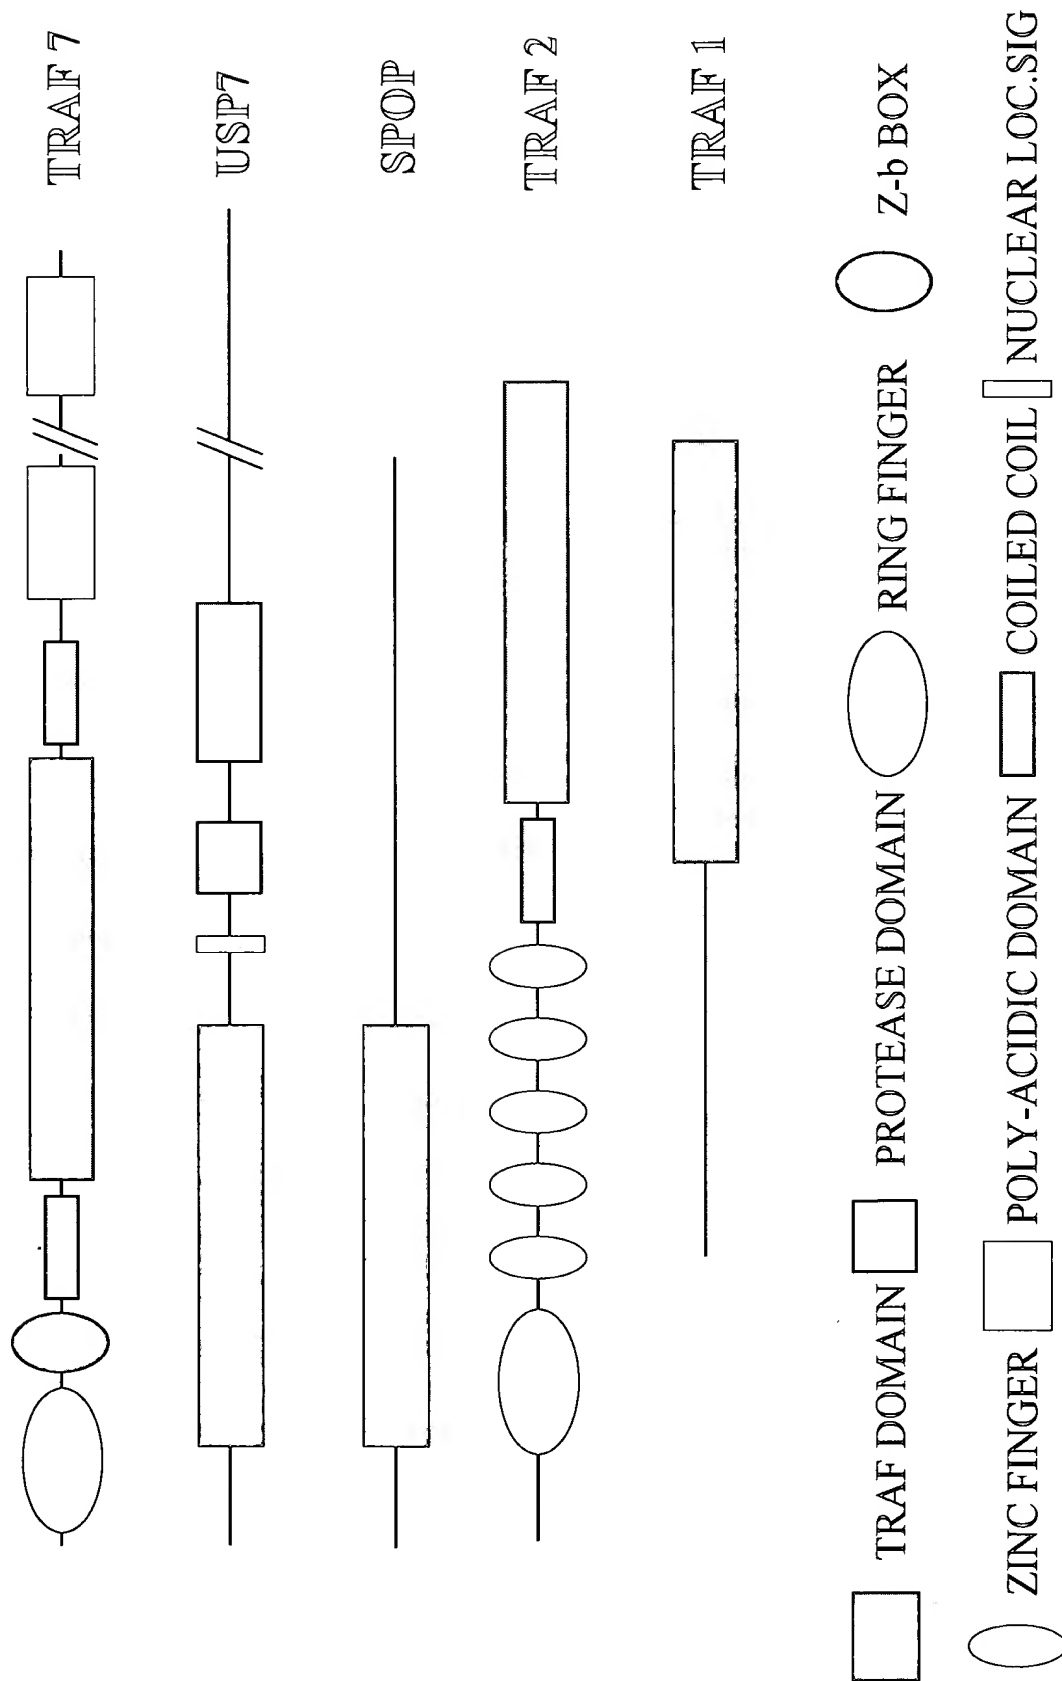 TRAF 7
USP7
SPOP
TRAF 2
TRAF 1
TRAF DOMAIN PROTEASE DOMAIN RING FINGER Z-b BOX
ZINC FINGER POLY-ACIDIC DOMAIN COILED COIL NUCLEAR LOC.SIG